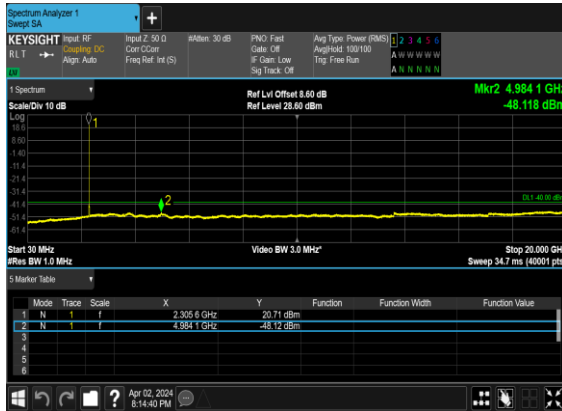 Spectrum Analyzer 1
Swept SA
+
KEYSIGHT Input: RF Input Z: 50 Ω #Atten: 30 dB PNO: Fast Avg Type: Power (RMS) 1 2 3 4 5 6
RLT Coupling: DC Corr CCorr Gate: Off Avg|Hold: 100/100 A W W W W W
Align: Auto Freq Ref: Int (S) IF Gain: Low Trig: Free Run
Sig Track: Off A N N N N N
LXI
1 Spectrum Ref Lvl Offset 8.60 dB Mkr2 4.984 1 GHz
Scale/Div 10 dB Ref Level 28.60 dBm -48.118 dBm
Log
18.6
8.60
-1.40
-11.4
-21.4
-31.4
-41.4
-51.4
-61.4
1
2
DL1 -40.00 dB
Start 30 MHz Video BW 3.0 MHz* Stop 20.000 GH
#Res BW 1.0 MHz Sweep 34.7 ms (40001 pts
5 Marker Table
Mode Trace Scale X Y Function Function Width Function Value
1 N 1 f 2.305 6 GHz 20.71 dBm
2 N 1 f 4.984 1 GHz -48.12 dBm
3
4
5
6
? Apr 02, 2024
8:14:40 PM